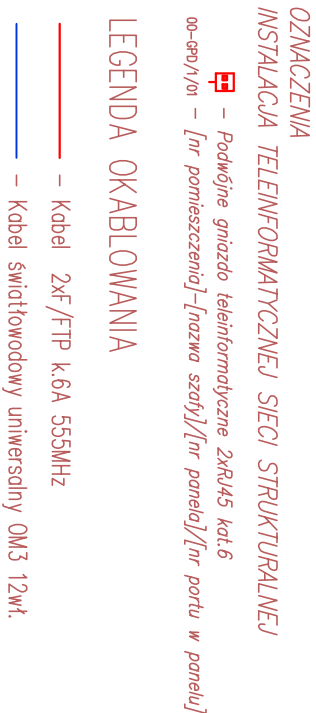 OZNACZENIA
INSTALACJA TELEINFORMATYCZNEJ SIECI STRUKTURALNEJ
– Podwójne gniazdo teleinformatyczne 2xRJ45 kat.6
00-GPD/1/01 – [nr pomieszczenia]-[nazwa szafy]/[nr panela]/[nr portu w panelu]
LEGENDA OKABLOWANIA
– Kabel 2xF/FTP k.6A 555MHz
– Kabel światłowodowy uniwersalny OM3 12wł.